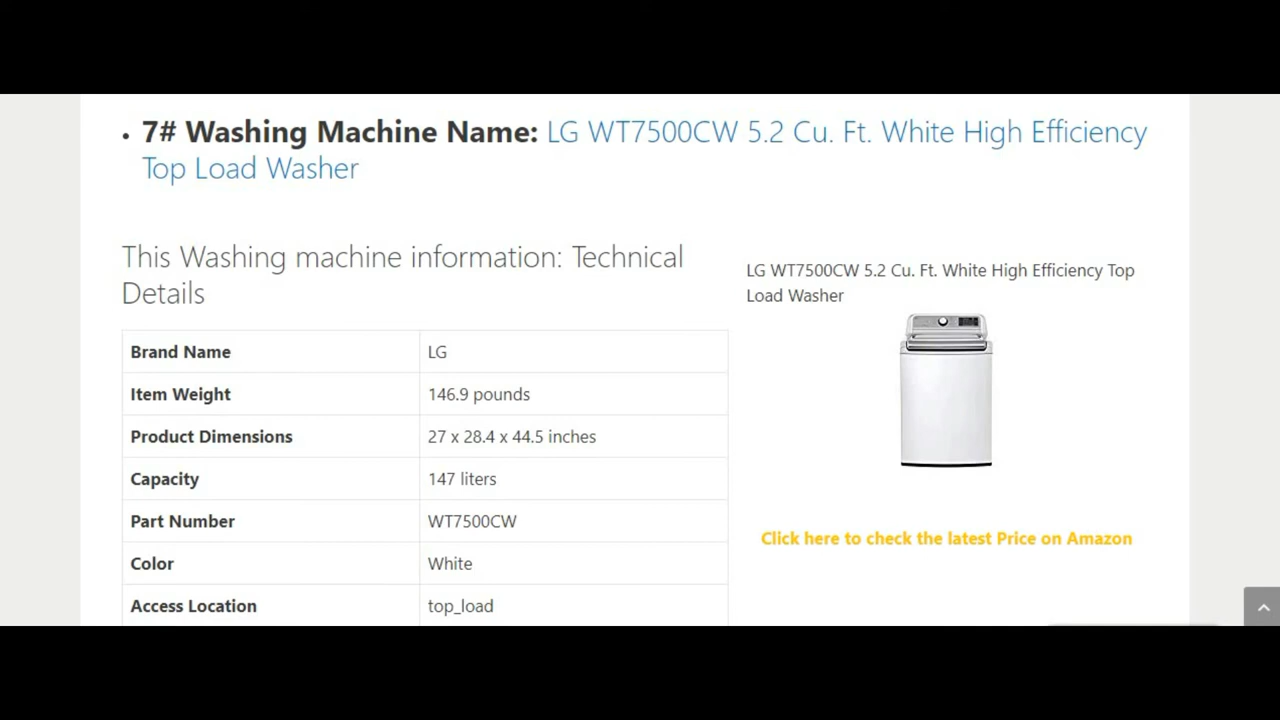 7# Washing Machine Name: LG WT7500CW 5.2 Cu. Ft. White High Efficiency
Top Load Washer
This Washing machine information: Technical
Details
LG WT7500CW 5.2 Cu. Ft. White High Efficiency Top
Load Washer
Brand Name LG
Item Weight 146.9 pounds
Product Dimensions 27 x 28.4 x 44.5 inches
Capacity 147 liters
Part Number WT7500CW
Color White
Access Location top_load
Click here to check the latest Price on Amazon